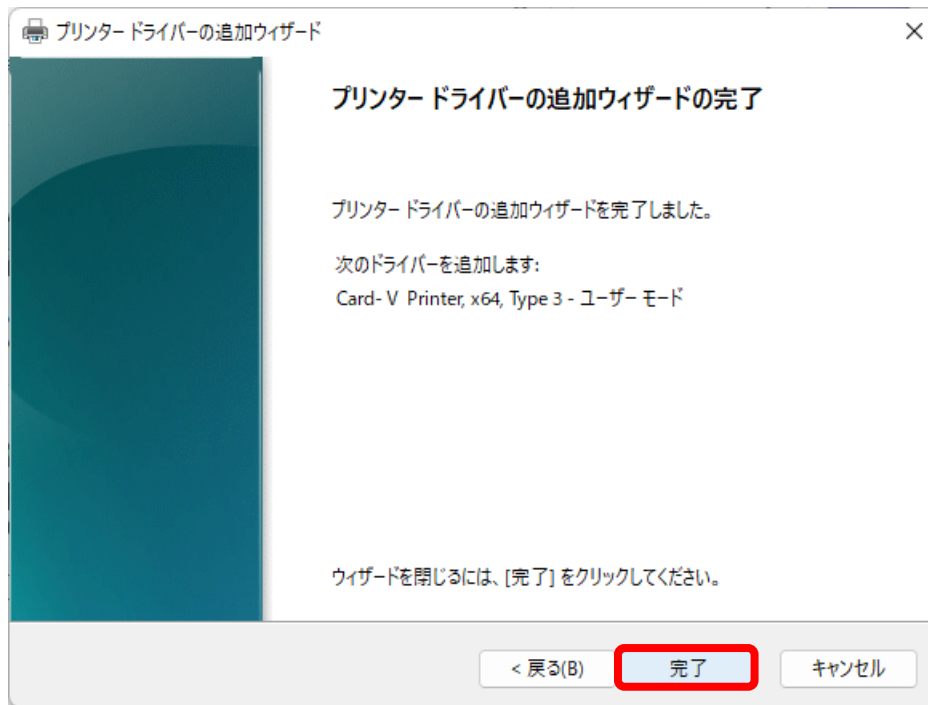 プリンター ドライバーの追加ウィザード
プリンター ドライバーの追加ウィザードの完了
プリンター ドライバーの追加ウィザードを完了しました。
次のドライバーを追加します:
Card- V Printer, x64, Type 3 - ユーザー モード
ウィザードを閉じるには、[完了] をクリックしてください。
< 戻る(B)
完了
キャンセル